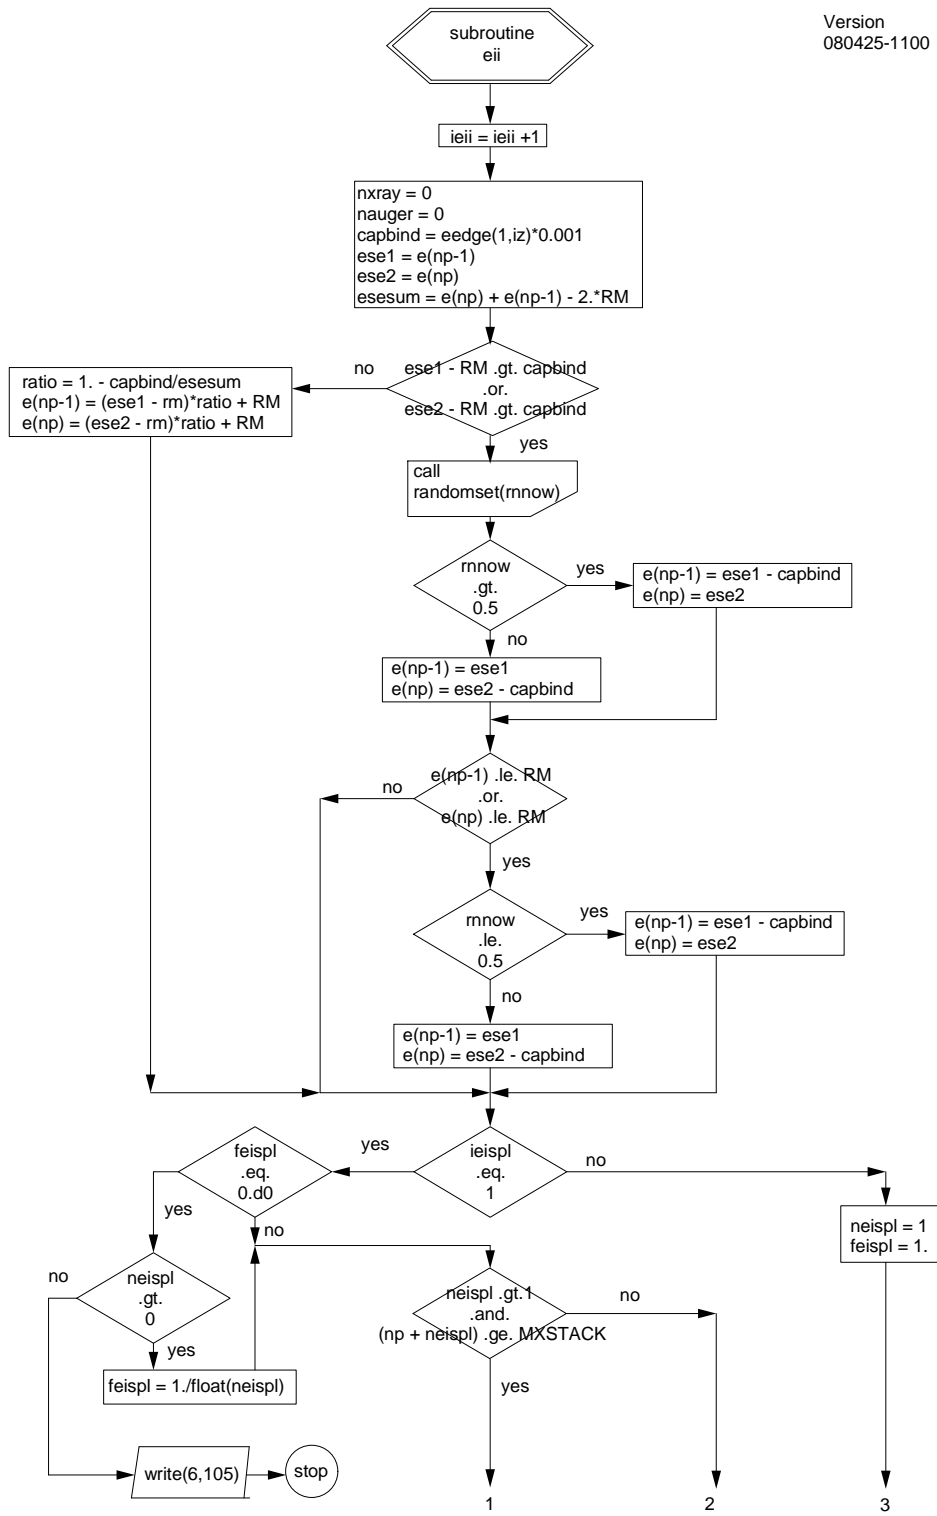 subroutine
eii
Version
080425-1100
ieii = ieii +1
nxray = 0
nauger = 0
capbind = eedge(1,iz)*0.001
ese1 = e(np-1)
ese2 = e(np)
esesum = e(np) + e(np-1) - 2.*RM
ese1 - RM .gt. capbind
.or.
ese2 - RM .gt. capbind
no
ratio = 1. - capbind/esesum
e(np-1) = (ese1 - rm)*ratio + RM
e(np) = (ese2 - rm)*ratio + RM
yes
call
randomset(rnnow)
rnnow
.gt.
0.5
yes
e(np-1) = ese1 - capbind
e(np) = ese2
no
e(np-1) = ese1
e(np) = ese2 - capbind
e(np-1) .le. RM
.or.
e(np) .le. RM
no
yes
rnnow
.le.
0.5
yes
e(np-1) = ese1 - capbind
e(np) = ese2
no
e(np-1) = ese1
e(np) = ese2 - capbind
ieispl
.eq.
1
yes
no
feispl
.eq.
0.d0
yes
no
neispl = 1
feispl = 1.
neispl
.gt.
0
no
yes
neispl .gt.1
.and.
(np + neispl) .ge. MXSTACK
no
yes
feispl = 1./float(neispl)
write(6,105)
stop
1
2
3